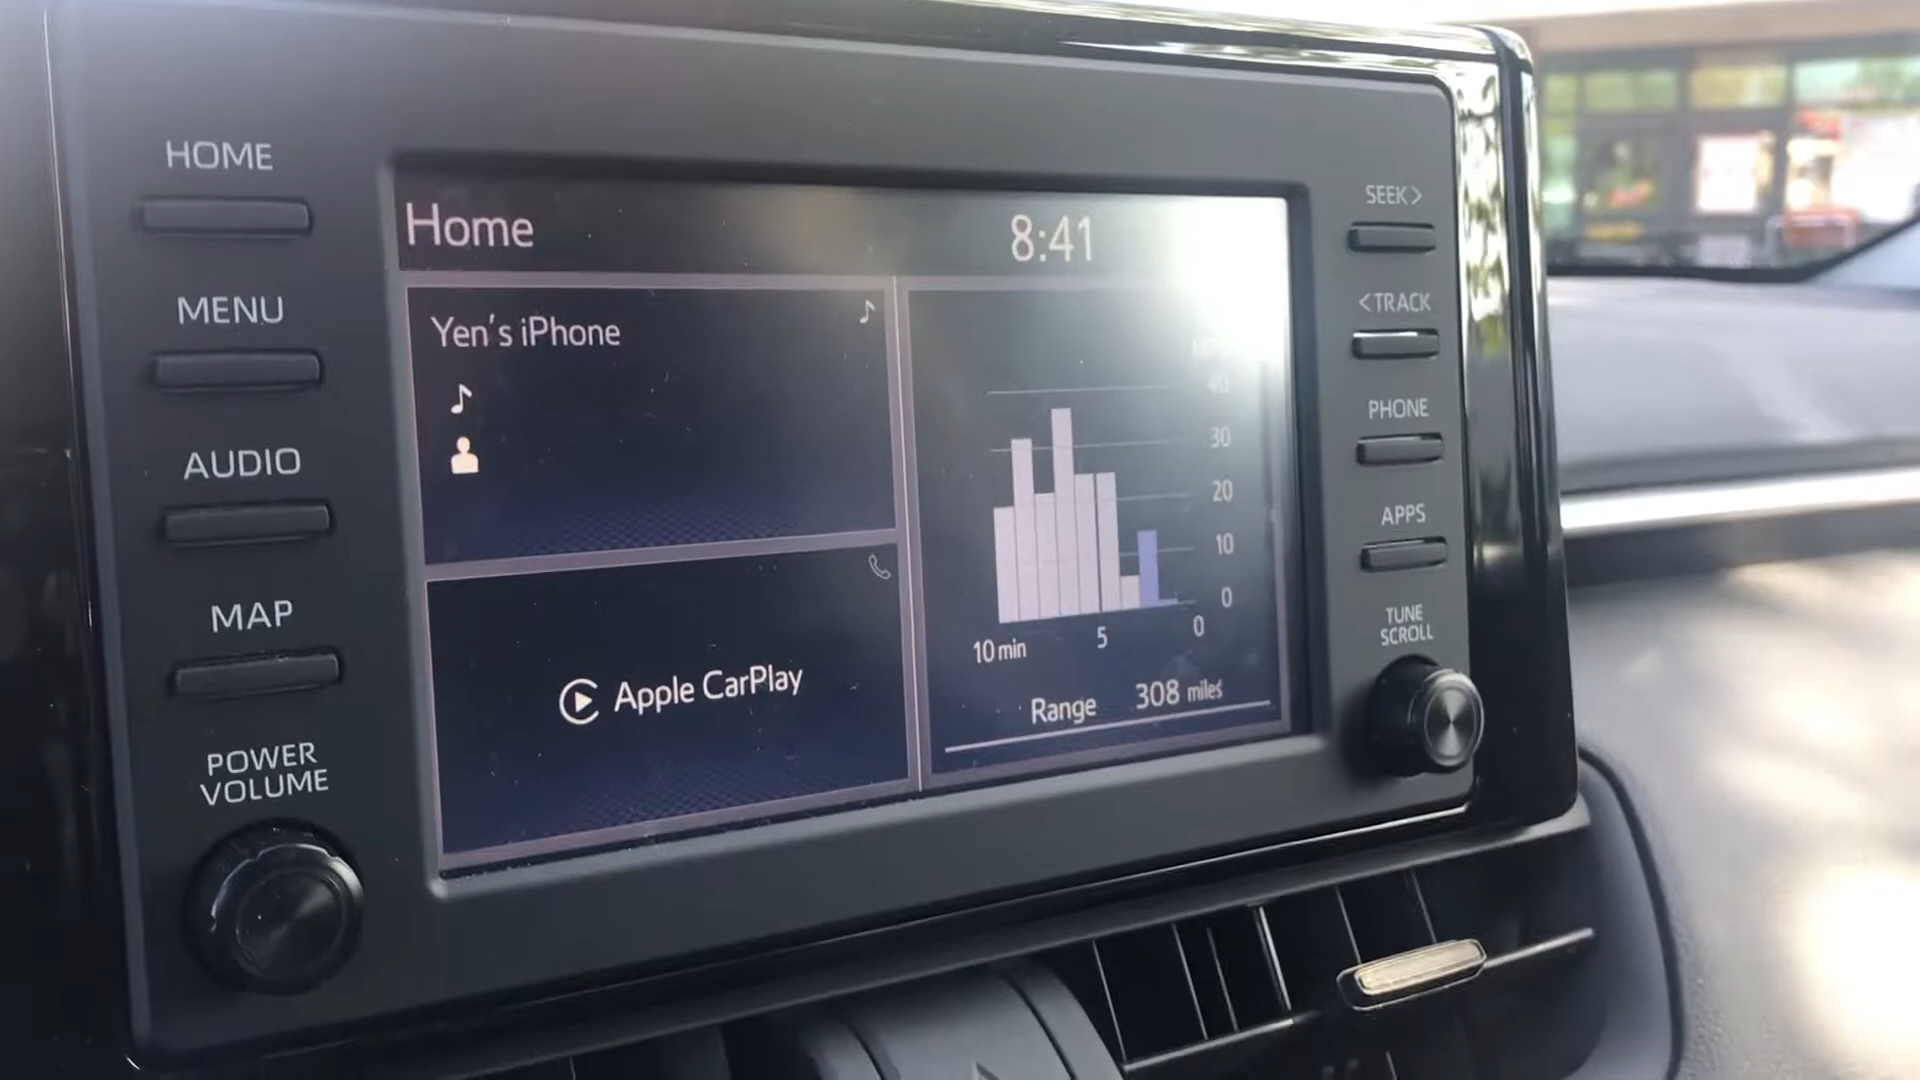 HOME
MENU
AUDIO
MAP
POWER
VOLUME
Home
8:41
Yen's iPhone
Apple CarPlay
40
30
20
10
0
10 min
5
0
Range 308 miles
SEEK>
<TRACK
PHONE
APPS
TUNE
SCROLL